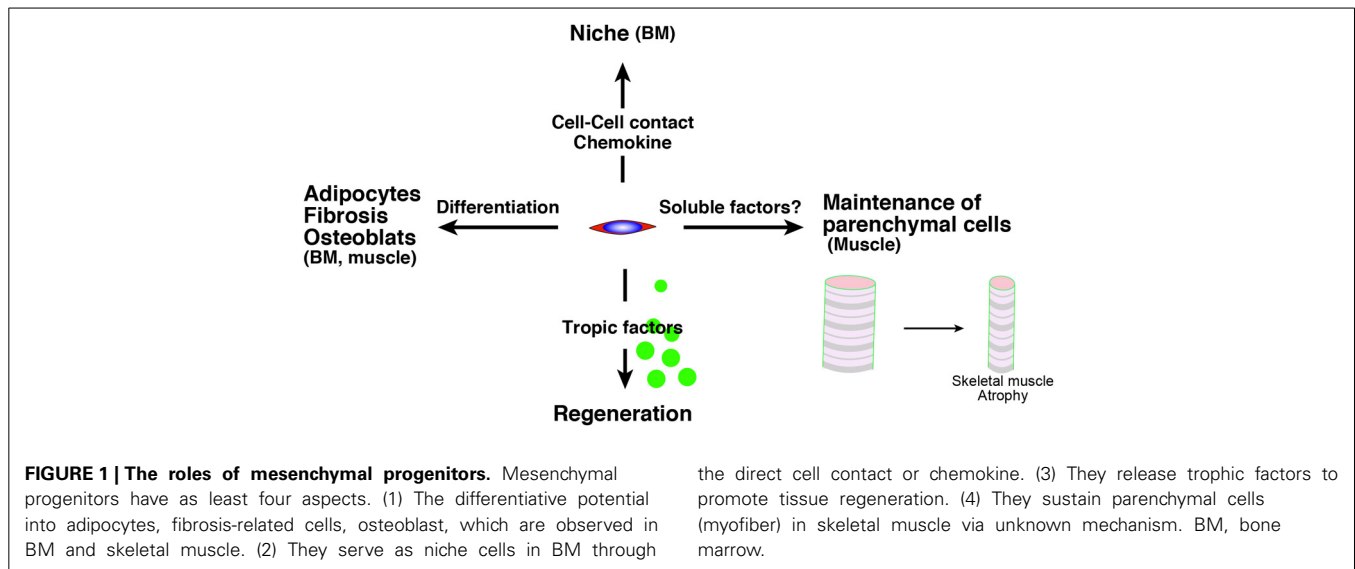 Niche (BM)
Cell-Cell contact
Chemokine
Adipocytes
Fibrosis
Osteoblats
(BM, muscle)
Differentiation
Soluble factors?
Maintenance of
parenchymal cells
(Muscle)
Tropic factors
Regeneration
Skeletal muscle
Atrophy
FIGURE 1 | The roles of mesenchymal progenitors. Mesenchymal
progenitors have as least four aspects. (1) The differentiative potential
into adipocytes, fibrosis-related cells, osteoblast, which are observed in
BM and skeletal muscle. (2) They serve as niche cells in BM through
the direct cell contact or chemokine. (3) They release trophic factors to
promote tissue regeneration. (4) They sustain parenchymal cells
(myofiber) in skeletal muscle via unknown mechanism. BM, bone
marrow.